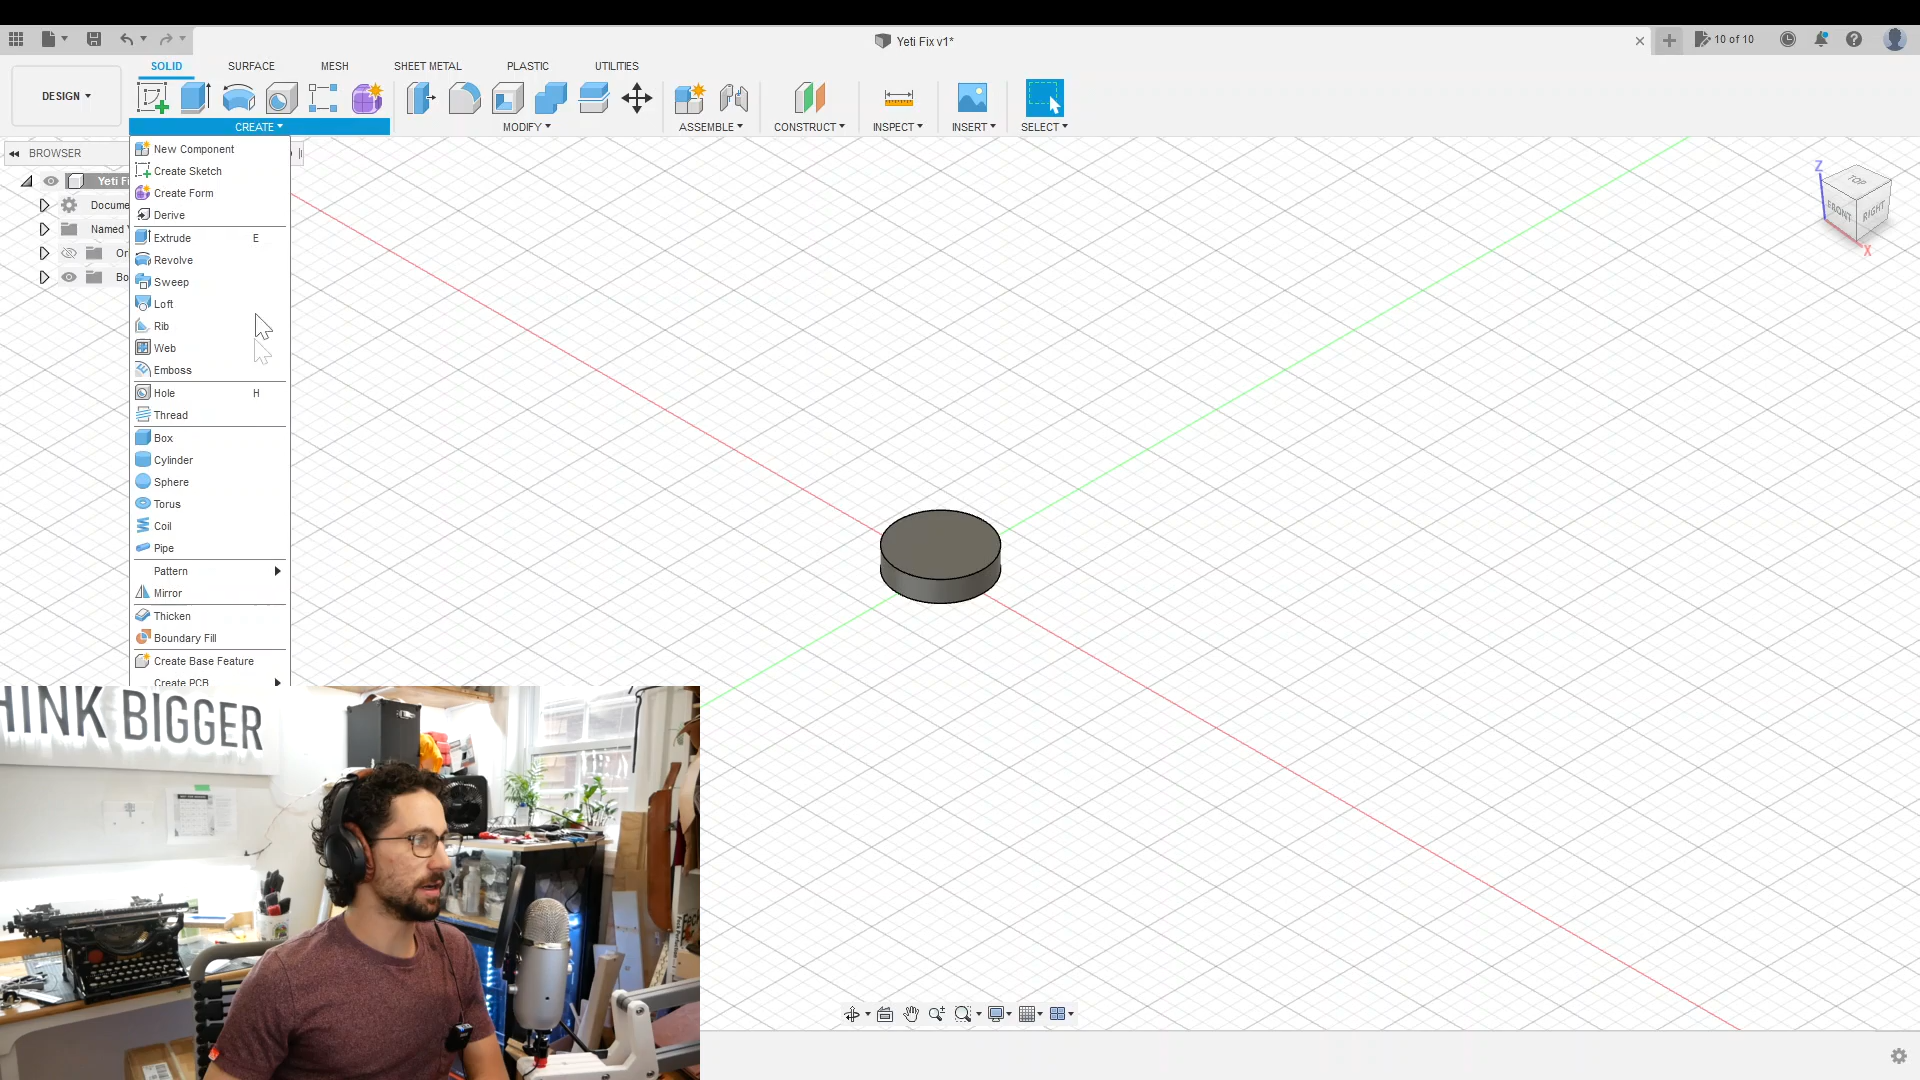 Yeti Fix v1*
10 of 10
DESIGN
SOLID
SURFACE
MESH
SHEET METAL
PLASTIC
UTILITIES
CREATE
MODIFY
ASSEMBLE
CONSTRUCT
INSPECT
INSERT
SELECT
BROWSER
Yeti Fi
Docume
Named
Or
Bo
New Component
Create Sketch
Create Form
Derive
Extrude E
Revolve
Sweep
Loft
Rib
Web
Emboss
Hole H
Thread
Box
Cylinder
Sphere
Torus
Coil
Pipe
Pattern
Mirror
Thicken
Boundary Fill
Create Base Feature
Create PCB
Z
TOP
FRONT
RIGHT
X
HINK BIGGER